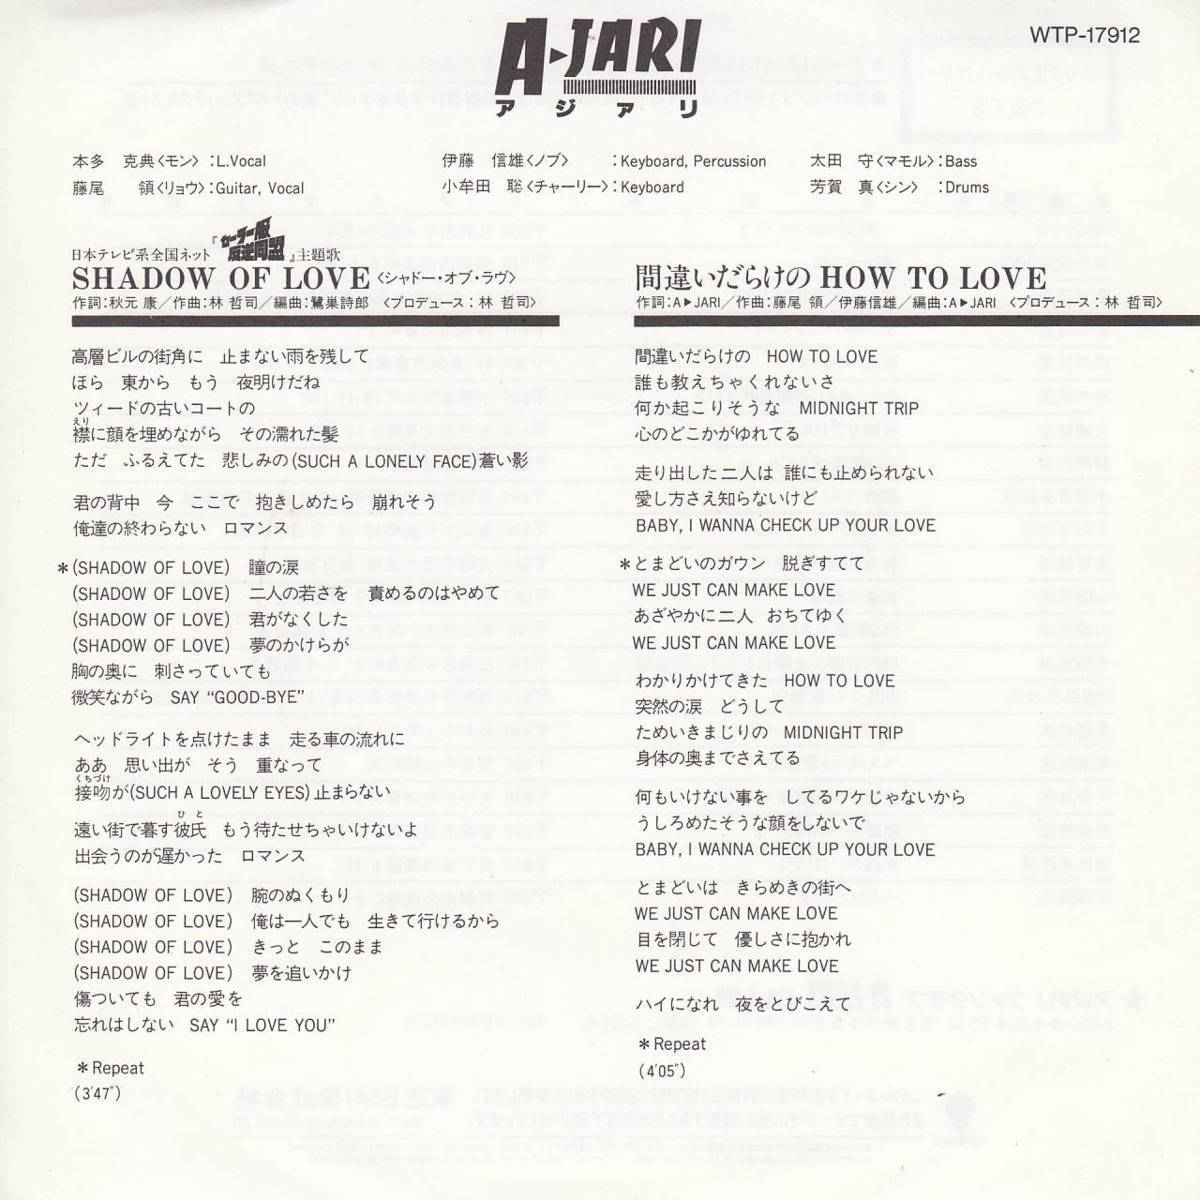 A▶JARI
アジァリ
WTP-17912
本多 克典〈モン〉:L.Vocal
伊藤 信雄〈ノブ〉 :Keyboard, Percussion
太田 守〈マモル〉:Bass
藤尾 領〈リョウ〉:Guitar, Vocal
小牟田 聡〈チャーリー〉:Keyboard
芳賀 真〈シン〉:Drums
日本テレビ系全国ネット『セーラー服反逆同盟』主題歌
SHADOW OF LOVE〈シャドー・オブ・ラヴ〉
作詞:秋元 康/作曲:林 哲司/編曲:鷺巣詩郎 〈プロデュース:林 哲司〉
高層ビルの街角に 止まない雨を残して
ほら 東から もう 夜明けだね
ツィードの古いコートの
えり
襟に顔を埋めながら その濡れた髪
ただ ふるえてた 悲しみの(SUCH A LONELY FACE)蒼い影
君の背中 今 ここで 抱きしめたら 崩れそう
俺達の終わらない ロマンス
*(SHADOW OF LOVE) 瞳の涙
(SHADOW OF LOVE) 二人の若さを 責めるのはやめて
(SHADOW OF LOVE) 君がなくした
(SHADOW OF LOVE) 夢のかけらが
胸の奥に 刺さっていても
微笑ながら SAY “GOOD-BYE”
ヘッドライトを点けたまま 走る車の流れに
ああ 思い出が そう 重なって
くちづけ
接吻が(SUCH A LOVELY EYES)止まらない
ひと
遠い街で暮す彼氏 もう待たせちゃいけないよ
出会うのが遅かった ロマンス
(SHADOW OF LOVE) 腕のぬくもり
(SHADOW OF LOVE) 俺は一人でも 生きて行けるから
(SHADOW OF LOVE) きっと このまま
(SHADOW OF LOVE) 夢を追いかけ
傷ついても 君の愛を
忘れはしない SAY “I LOVE YOU”
*Repeat
(3′47″)
間違いだらけの HOW TO LOVE
作詞:A▶JARI/作曲:藤尾 領/伊藤信雄/編曲:A▶JARI 〈プロデュース:林 哲司〉
間違いだらけの HOW TO LOVE
誰も教えちゃくれないさ
何か起こりそうな MIDNIGHT TRIP
心のどこかがゆれてる
走り出した二人は 誰にも止められない
愛し方さえ知らないけど
BABY, I WANNA CHECK UP YOUR LOVE
*とまどいのガウン 脱ぎすてて
WE JUST CAN MAKE LOVE
あざやかに二人 おちてゆく
WE JUST CAN MAKE LOVE
わかりかけてきた HOW TO LOVE
突然の涙 どうして
ためいきまじりの MIDNIGHT TRIP
身体の奥までさえてる
何もいけない事を してるワケじゃないから
うしろめたそうな顔をしないで
BABY, I WANNA CHECK UP YOUR LOVE
とまどいは きらめきの街へ
WE JUST CAN MAKE LOVE
目を閉じて 優しさに抱かれ
WE JUST CAN MAKE LOVE
ハイになれ 夜をとびこえて
*Repeat
(4′05″)